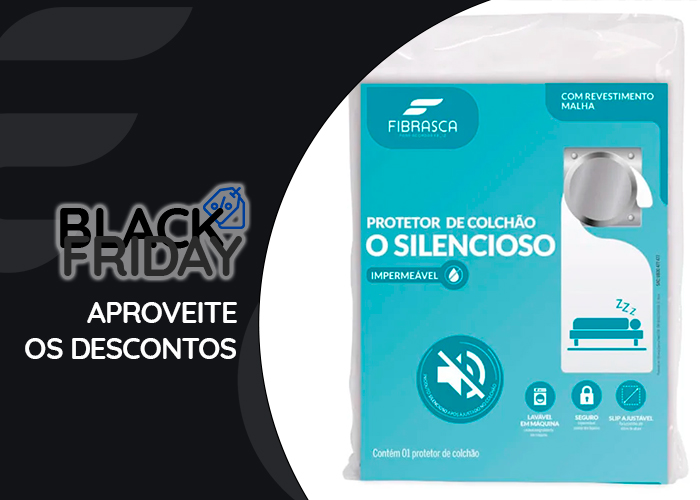 BLACK
FRIDAY
APROVEITE
OS DESCONTOS
FIBRASCA
COM REVESTIMENTO
MALHA
PROTETOR DE COLCHÃO
O SILENCIOSO
IMPERMEÁVEL
ZZZ
LAVÁVEL
EM MÁQUINA
SEGURO
SLIP AJUSTÁVEL
Contém 01 protetor de colchão